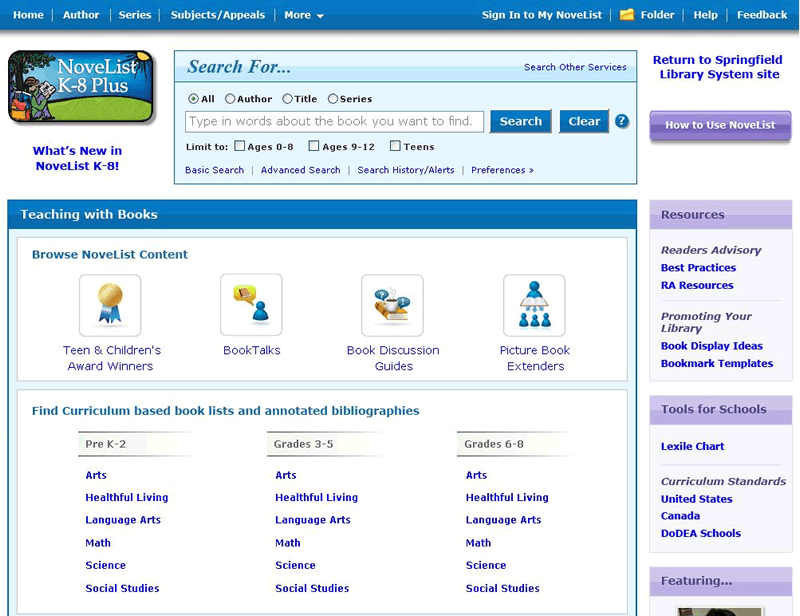 Home Author Series Subjects/Appeals More Sign In to My NoveList Folder Help Feedback
NoveList
K-8 Plus
What's New in
NoveList K-8!
Search For... Search Other Services
All Author Title Series
Type in words about the book you want to find. Search Clear ?
Limit to: Ages 0-8 Ages 9-12 Teens
Basic Search | Advanced Search | Search History/Alerts | Preferences »
Return to Springfield
Library System site
How to Use NoveList
Teaching with Books
Browse NoveList Content
Teen & Children's
Award Winners
BookTalks
Book Discussion
Guides
Picture Book
Extenders
Find Curriculum based book lists and annotated bibliographies
Pre K-2 Grades 3-5 Grades 6-8
Arts Arts Arts
Healthful Living Healthful Living Healthful Living
Language Arts Language Arts Language Arts
Math Math Math
Science Science Science
Social Studies Social Studies Social Studies
Resources
Readers Advisory
Best Practices
RA Resources
Promoting Your
Library
Book Display Ideas
Bookmark Templates
Tools for Schools
Lexile Chart
Curriculum Standards
United States
Canada
DoDEA Schools
Featuring...